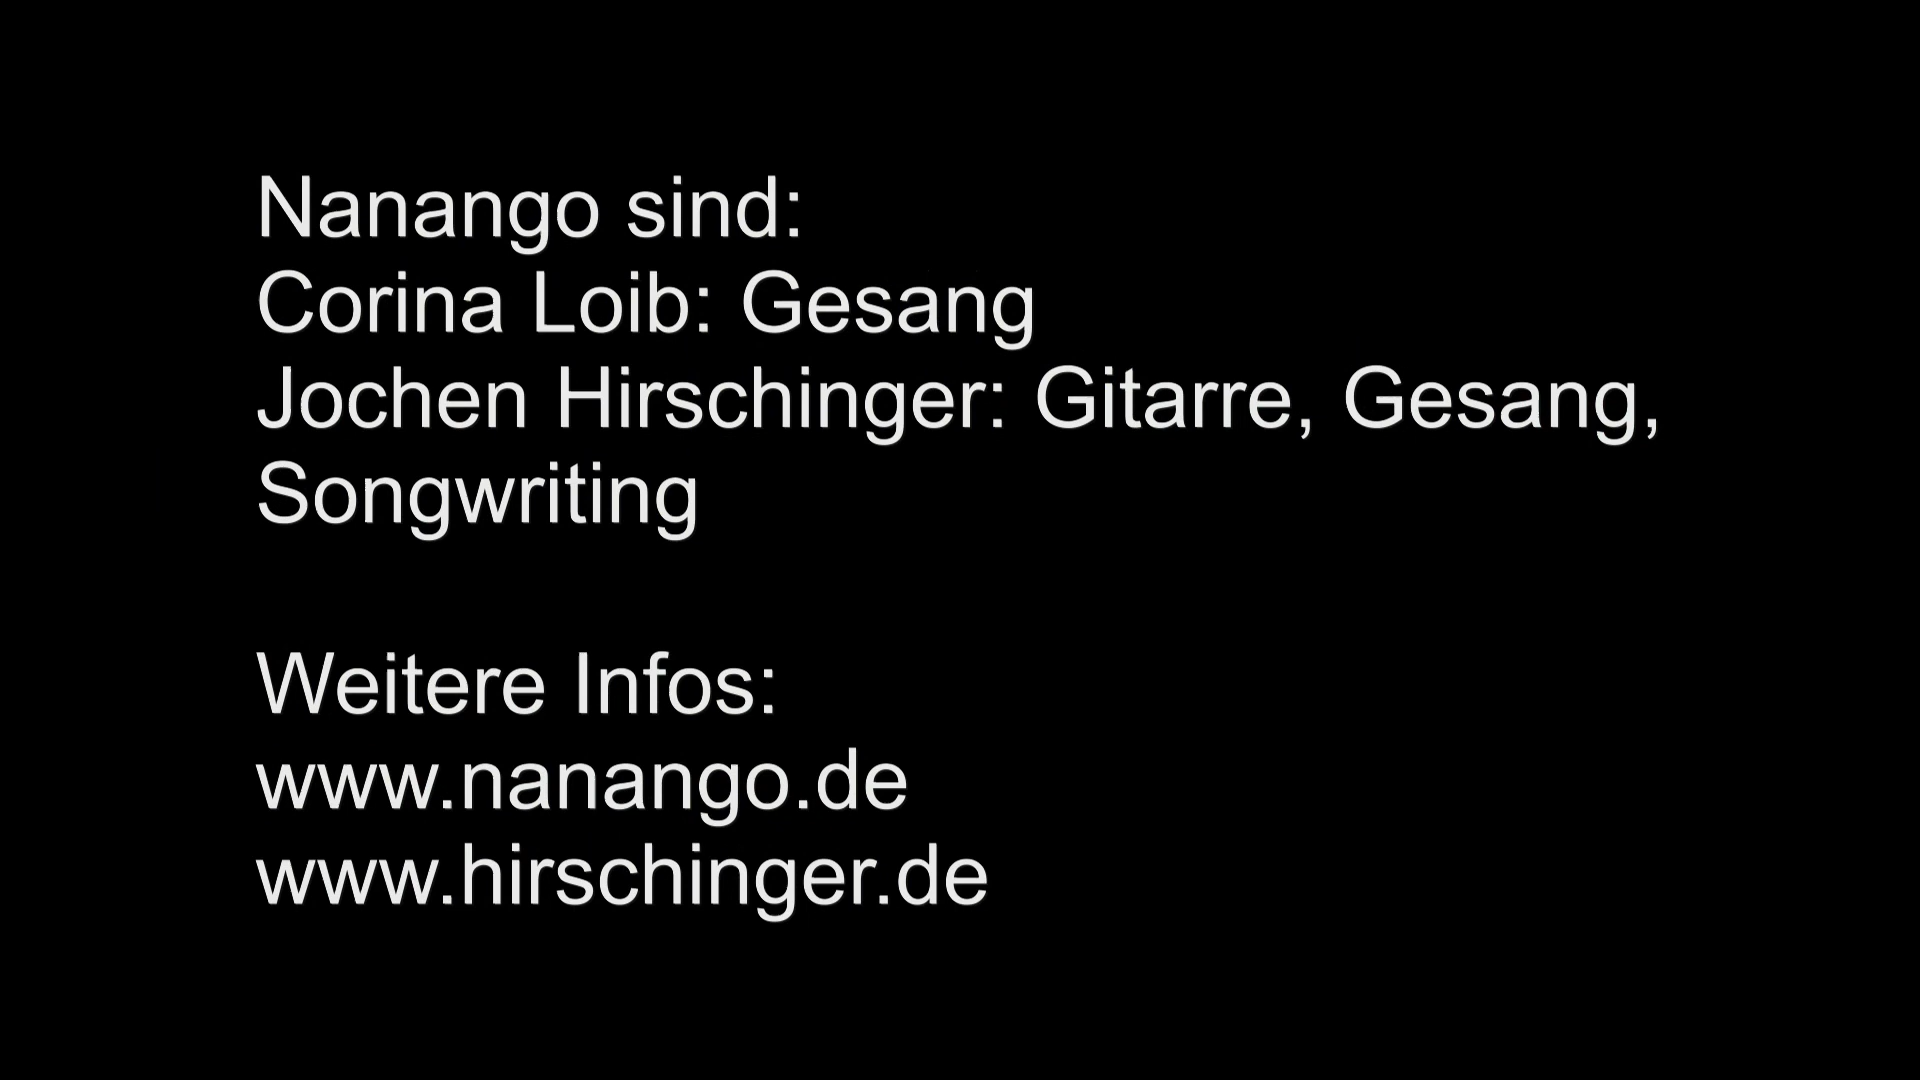 Nanango sind:
Corina Loib: Gesang
Jochen Hirschinger: Gitarre, Gesang,
Songwriting
Weitere Infos:
www.nanango.de
www.hirschinger.de